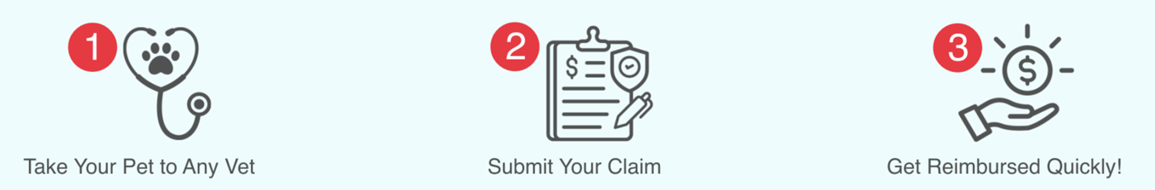 1
Take Your Pet to Any Vet
2
$
Submit Your Claim
3
$
Get Reimbursed Quickly!